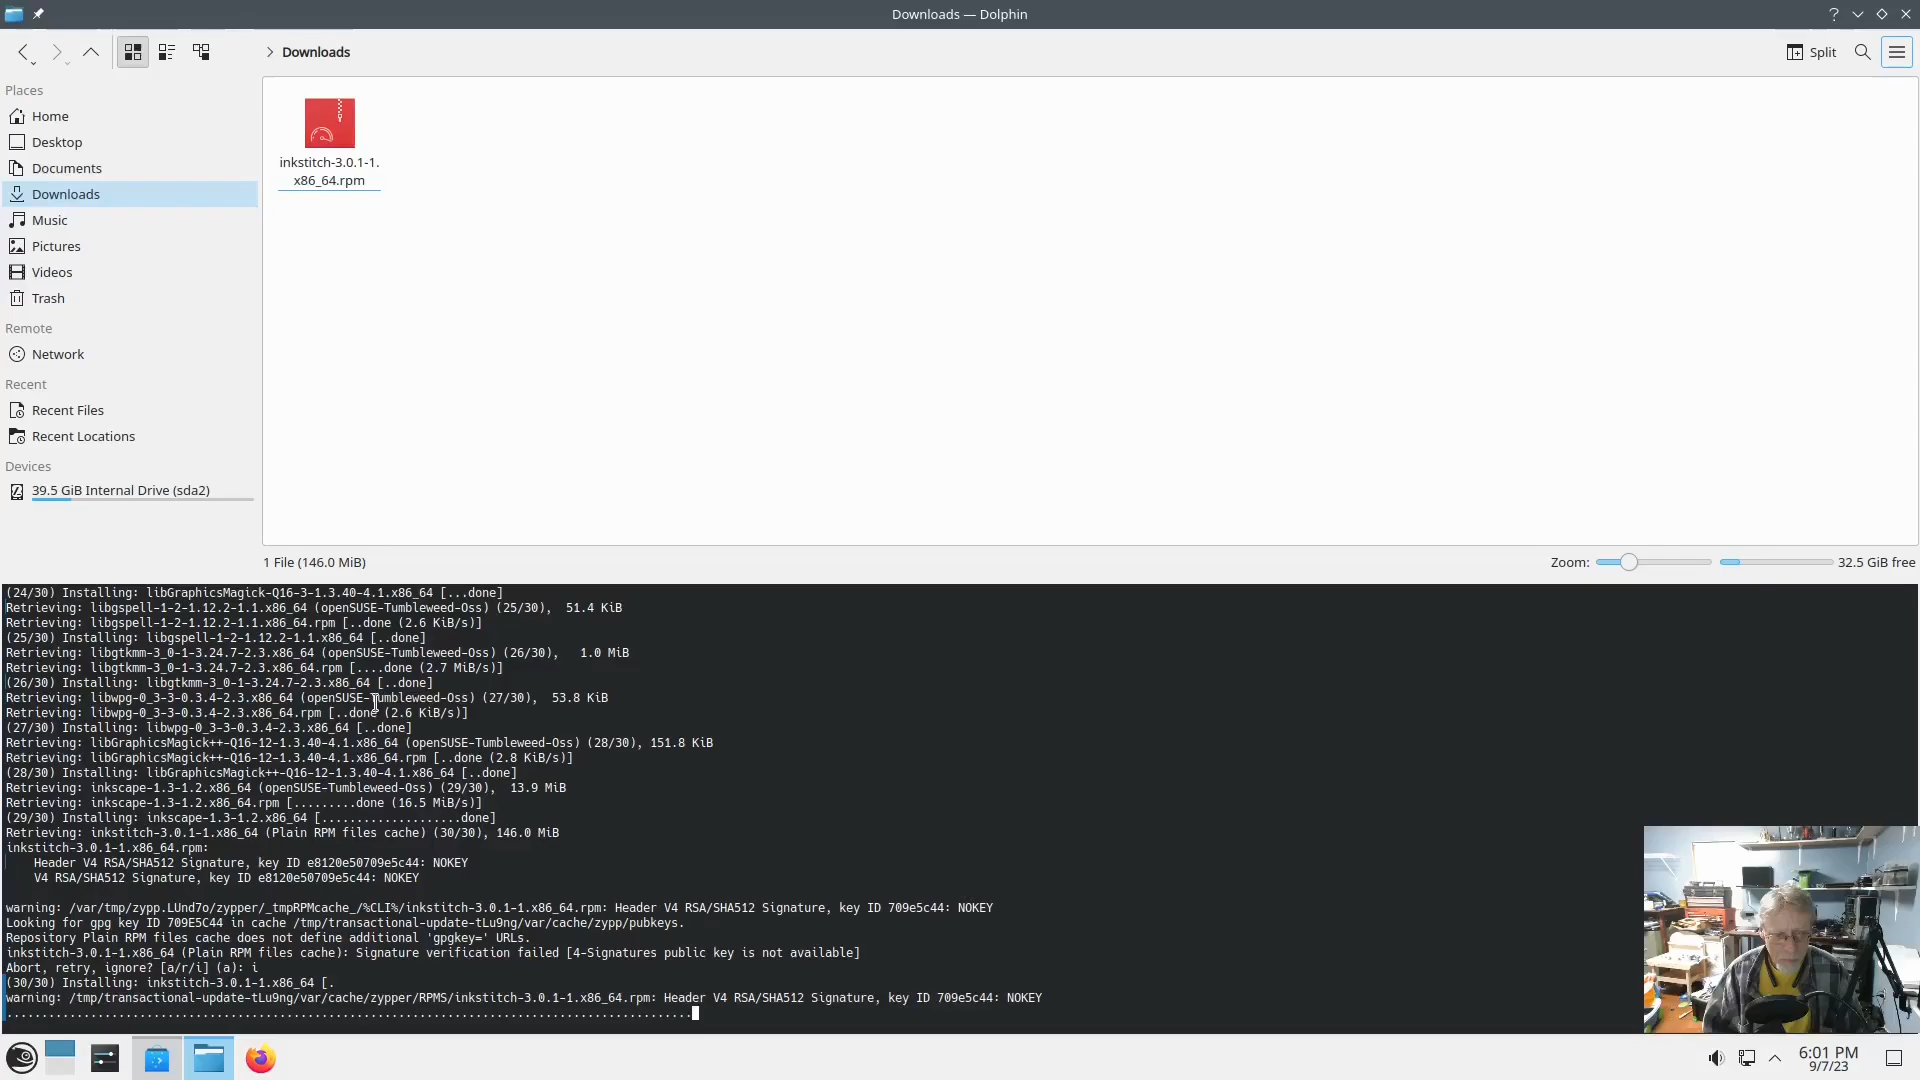 Downloads — Dolphin
Downloads
Split
Places
Home
Desktop
Documents
Downloads
Music
Pictures
Videos
Trash
Remote
Network
Recent
Recent Files
Recent Locations
Devices
39.5 GiB Internal Drive (sda2)
inkstitch-3.0.1-1.
x86_64.rpm
1 File (146.0 MiB)
Zoom:
32.5 GiB free
(24/30) Installing: libGraphicsMagick-Q16-3-1.3.40-4.1.x86_64 [...done]
Retrieving: libgspell-1-2-1.12.2-1.1.x86_64 (openSUSE-Tumbleweed-Oss) (25/30),  51.4 KiB
Retrieving: libgspell-1-2-1.12.2-1.1.x86_64.rpm [..done (2.6 KiB/s)]
(25/30) Installing: libgspell-1-2-1.12.2-1.1.x86_64 [..done]
Retrieving: libgtkmm-3_0-1-3.24.7-2.3.x86_64 (openSUSE-Tumbleweed-Oss) (26/30),   1.0 MiB
Retrieving: libgtkmm-3_0-1-3.24.7-2.3.x86_64.rpm [....done (2.7 MiB/s)]
(26/30) Installing: libgtkmm-3_0-1-3.24.7-2.3.x86_64 [..done]
Retrieving: libwpg-0_3-3-0.3.4-2.3.x86_64 (openSUSE-Tumbleweed-Oss) (27/30),  53.8 KiB
Retrieving: libwpg-0_3-3-0.3.4-2.3.x86_64.rpm [..done (2.6 KiB/s)]
(27/30) Installing: libwpg-0_3-3-0.3.4-2.3.x86_64 [..done]
Retrieving: libGraphicsMagick++-Q16-12-1.3.40-4.1.x86_64 (openSUSE-Tumbleweed-Oss) (28/30), 151.8 KiB
Retrieving: libGraphicsMagick++-Q16-12-1.3.40-4.1.x86_64.rpm [..done (2.8 KiB/s)]
(28/30) Installing: libGraphicsMagick++-Q16-12-1.3.40-4.1.x86_64 [..done]
Retrieving: inkscape-1.3-1.2.x86_64 (openSUSE-Tumbleweed-Oss) (29/30),  13.9 MiB
Retrieving: inkscape-1.3-1.2.x86_64.rpm [.........done (16.5 MiB/s)]
(29/30) Installing: inkscape-1.3-1.2.x86_64 [....................done]
Retrieving: inkstitch-3.0.1-1.x86_64 (Plain RPM files cache) (30/30), 146.0 MiB
inkstitch-3.0.1-1.x86_64.rpm:
Header V4 RSA/SHA512 Signature, key ID e8120e50709e5c44: NOKEY
V4 RSA/SHA512 Signature, key ID e8120e50709e5c44: NOKEY
warning: /var/tmp/zypp.LUnd7o/zypper/_tmpRPMcache_/%CLI%/inkstitch-3.0.1-1.x86_64.rpm: Header V4 RSA/SHA512 Signature, key ID 709e5c44: NOKEY
Looking for gpg key ID 709E5C44 in cache /tmp/transactional-update-tLu9ng/var/cache/zypp/pubkeys.
Repository Plain RPM files cache does not define additional 'gpgkey=' URLs.
inkstitch-3.0.1-1.x86_64 (Plain RPM files cache): Signature verification failed [4-Signatures public key is not available]
Abort, retry, ignore? [a/r/i] (a): i
(30/30) Installing: inkstitch-3.0.1-1.x86_64 [.
warning: /tmp/transactional-update-tLu9ng/var/cache/zypper/RPMS/inkstitch-3.0.1-1.x86_64.rpm: Header V4 RSA/SHA512 Signature, key ID 709e5c44: NOKEY
..................................................................................................
6:01 PM
9/7/23